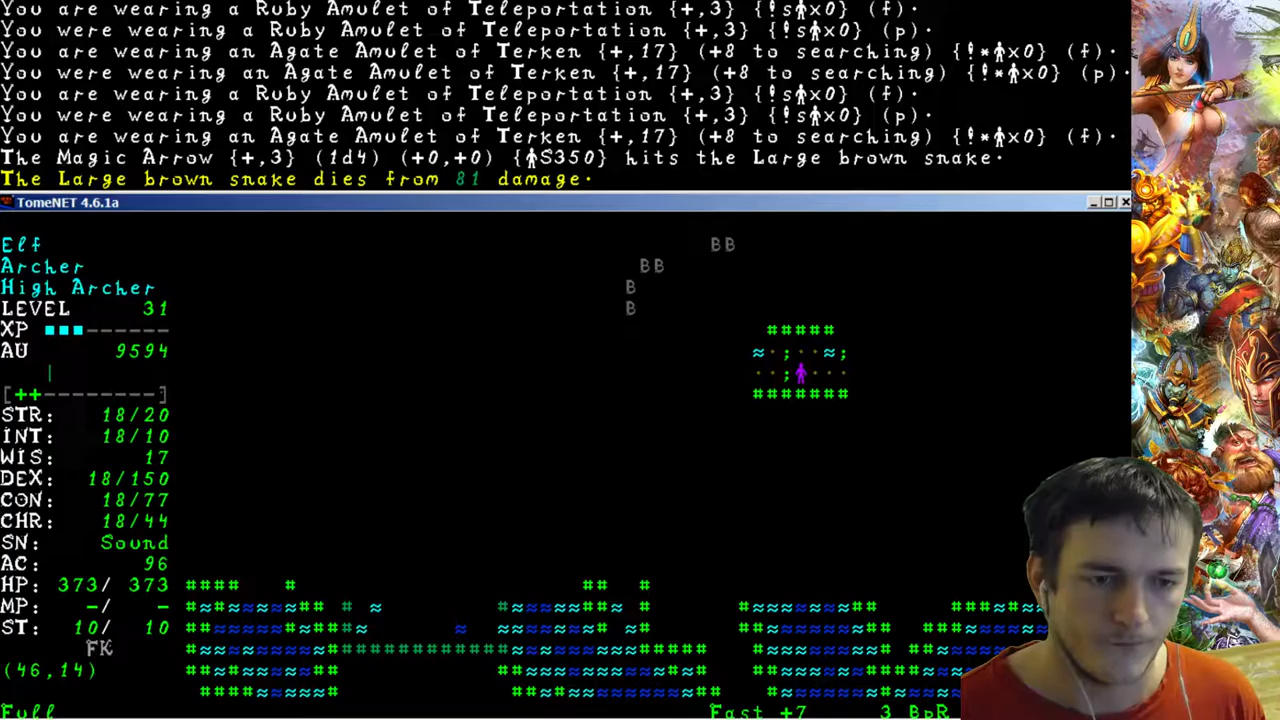 You are wearing a Ruby Amulet of Teleportation {+,3} {!s x0} (f).
You were wearing a Ruby Amulet of Teleportation {+,3} {!s x0} (p).
You are wearing an Agate Amulet of Terken {+,17} (+8 to searching) {!* x0} (f).
You were wearing an Agate Amulet of Terken {+,17} (+8 to searching) {!* x0} (p).
You are wearing a Ruby Amulet of Teleportation {+,3} {!s x0} (f).
You were wearing a Ruby Amulet of Teleportation {+,3} {!s x0} (p).
You are wearing an Agate Amulet of Terken {+,17} (+8 to searching) {!* x0} (f).
The Magic Arrow {+,3} (1d4) (+0,+0) { S350} hits the Large brown snake.
The Large brown snake dies from 81 damage.
TomeNET 4.6.1a
Elf
Archer
High Archer
LEVEL 31
XP
AU 9594
[++---------]
STR: 18/20
INT: 18/10
WIS: 17
DEX: 18/150
CON: 18/77
CHR: 18/44
SN: Sound
AC: 96
HP: 373/ 373
MP: -/ -
ST: 10/ 10
FK
(46,14)
Full Fast +7 3 BpR
BB
BB
B
B